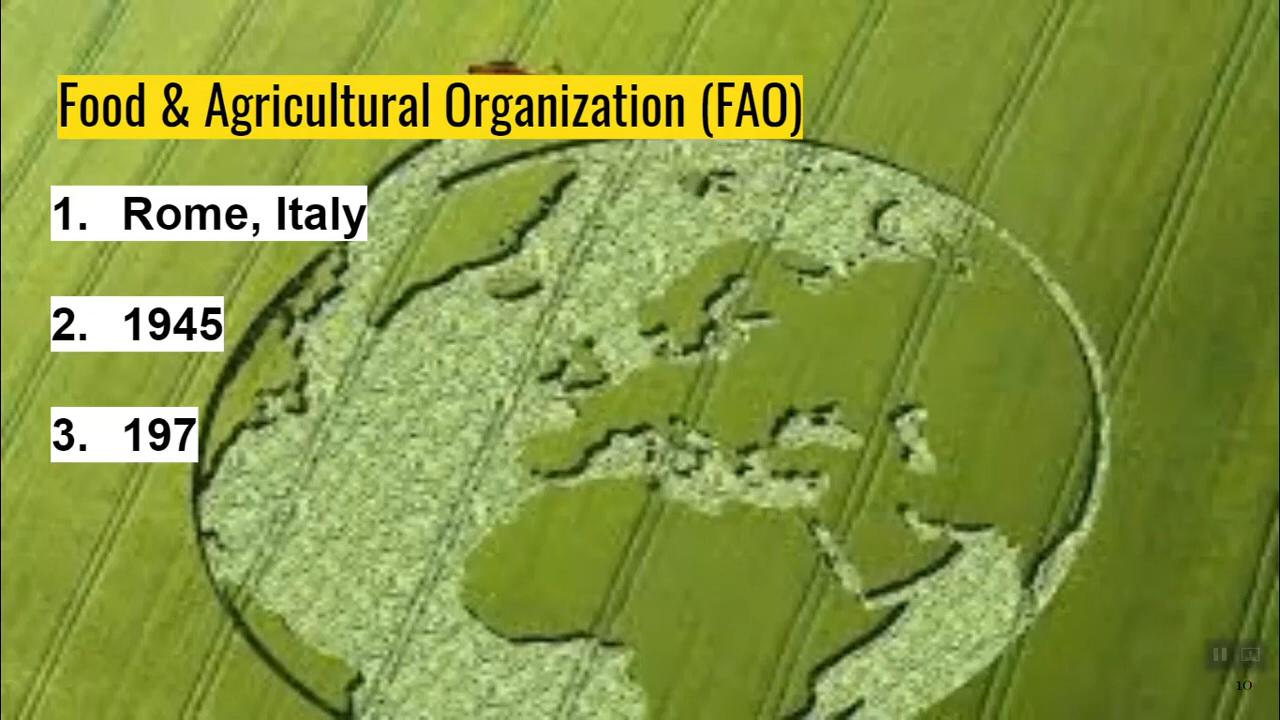 Food & Agricultural Organization (FAO)
1. Rome, Italy
2. 1945
3. 197
10